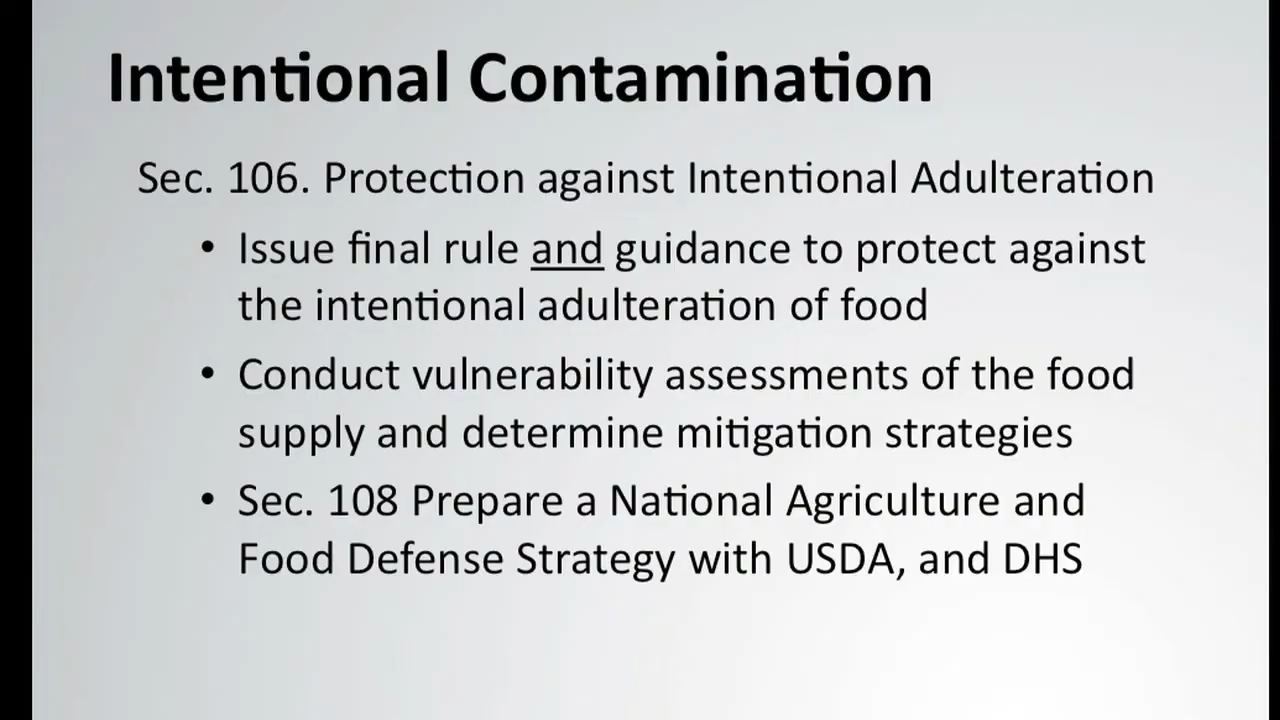 Intentional Contamination
Sec. 106. Protection against Intentional Adulteration
• Issue final rule and guidance to protect against
the intentional adulteration of food
• Conduct vulnerability assessments of the food
supply and determine mitigation strategies
• Sec. 108 Prepare a National Agriculture and
Food Defense Strategy with USDA, and DHS